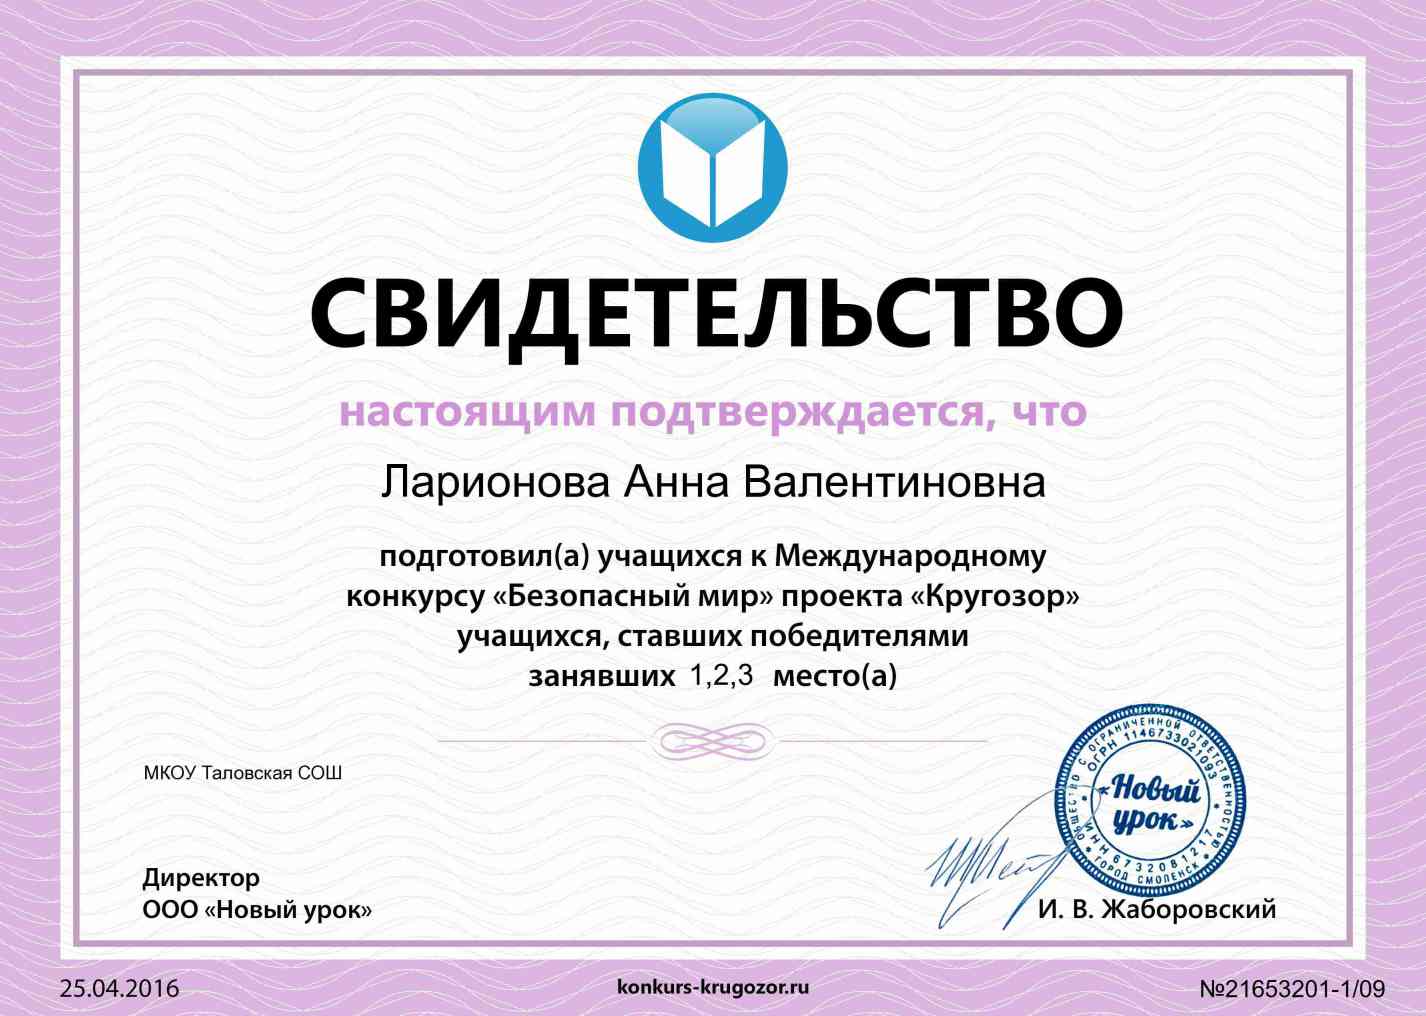 СВИДЕТЕЛЬСТВО
настоящим подтверждается, что
Ларионова Анна Валентиновна
подготовил(а) учащихся к Международному
конкурсу «Безопасный мир» проекта «Кругозор»
учащихся, ставших победителями
занявших 1,2,3 место(а)
МКОУ Таловская СОШ
ОБЩЕСТВО С ОГРАНИЧЕННОЙ ОТВЕТСТВЕННОСТЬЮ
ОГРН 1146733021093
«Новый
урок»
ИНН 6732081217
ГОРОД СМОЛЕНСК
Директор
ООО «Новый урок»
И. В. Жаборовский
25.04.2016
konkurs-krugozor.ru
№21653201-1/09